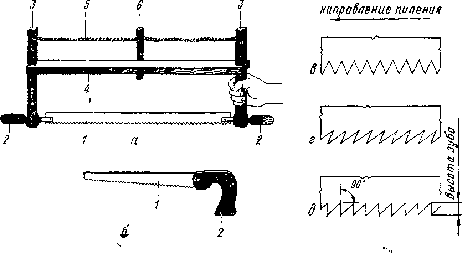 3 5 6 3
направление пиления
в
4
2 1 а 2
г
высота зуба
90°
1
д
б 2